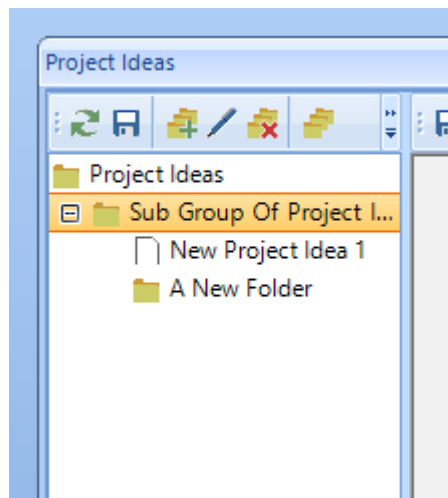 Project Ideas
Project Ideas
Sub Group Of Project I...
New Project Idea 1
A New Folder